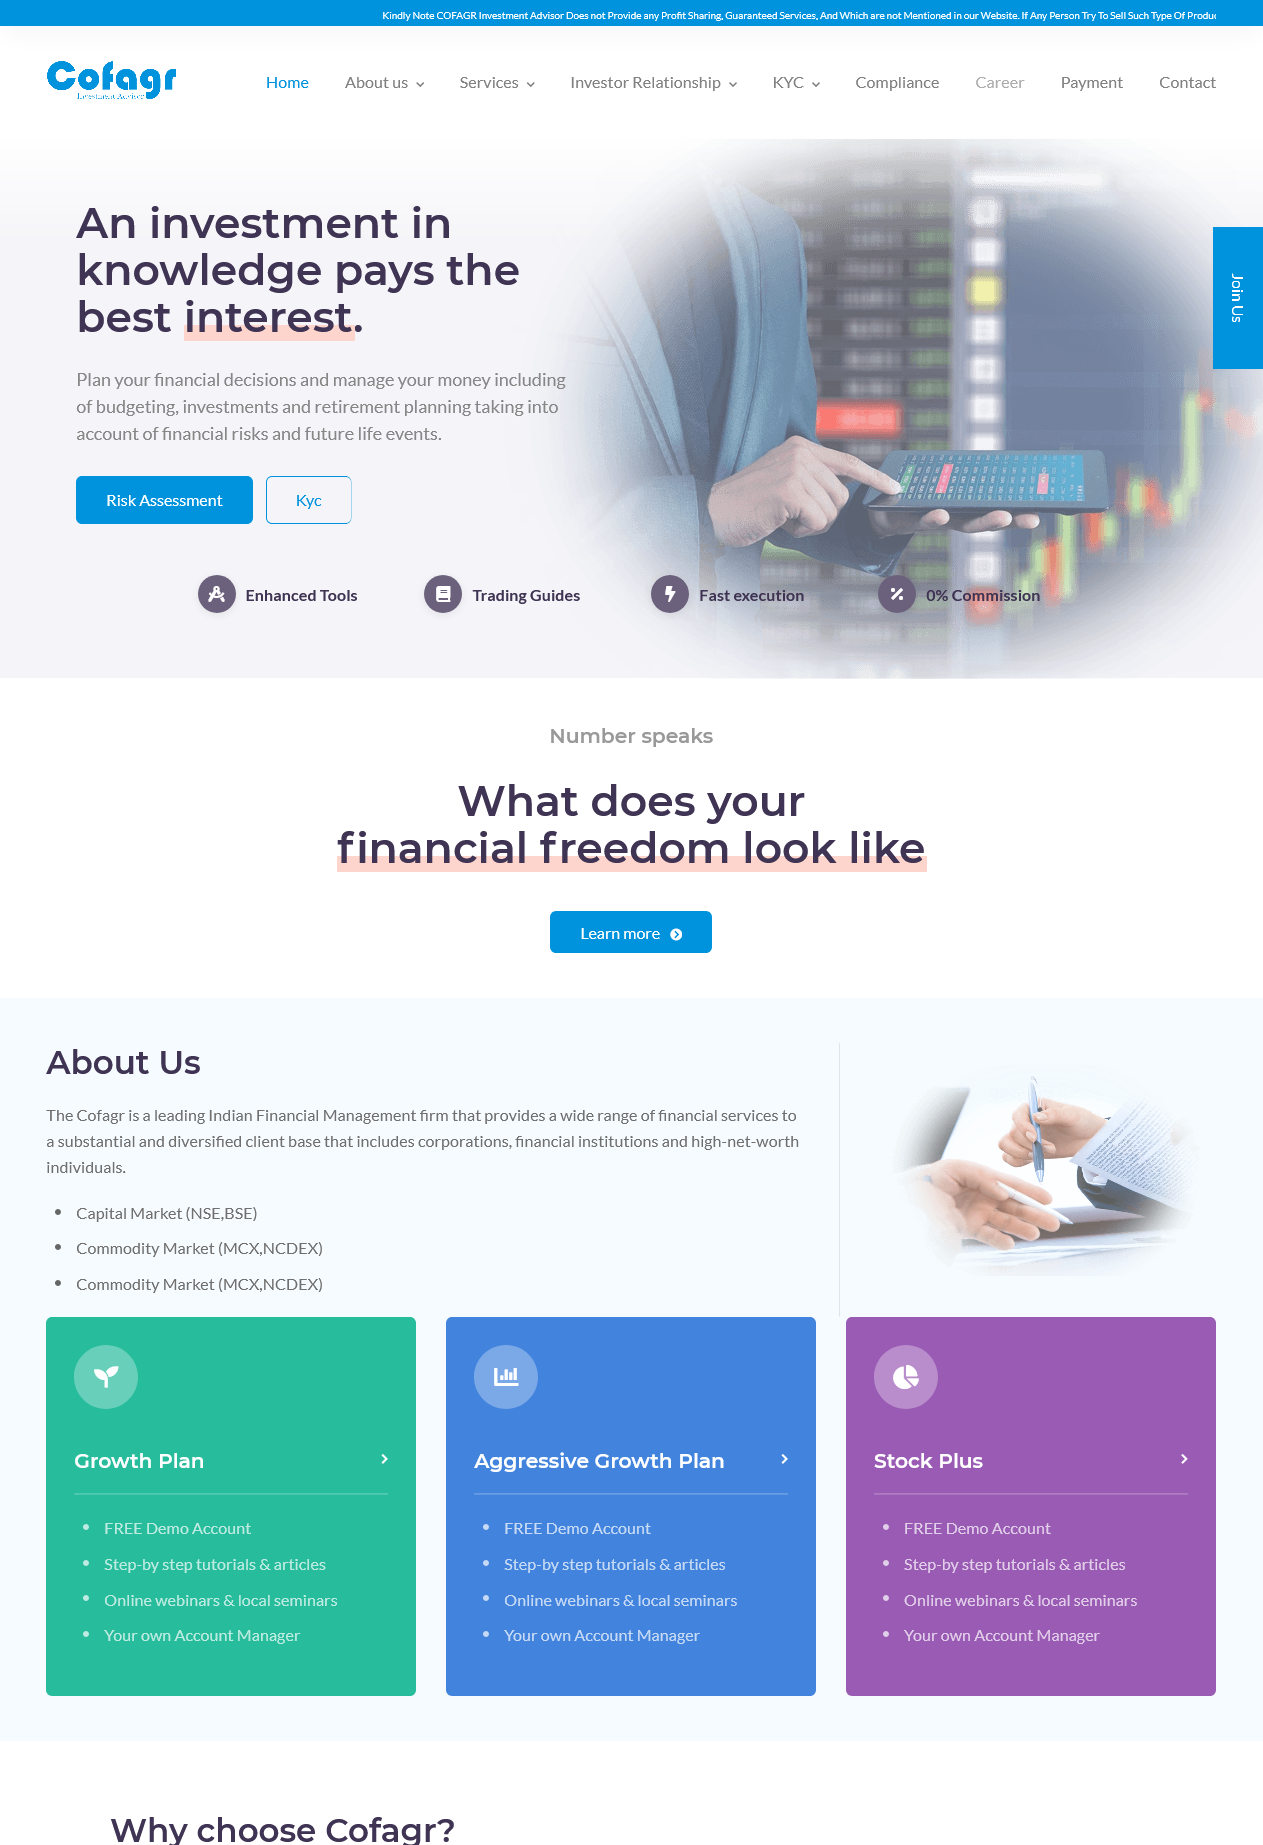 Kindly Note COFAGR Investment Advisor Does not Provide any Profit Sharing, Guaranteed Services, And Which are not Mentioned in our Website. If Any Person Try To Sell Such Type Of
Cofagr
Investment Advisor
Home About us Services Investor Relationship KYC Compliance Career Payment Contact
An investment in
knowledge pays the
best interest.
Join Us
Plan your financial decisions and manage your money including
of budgeting, investments and retirement planning taking into
account of financial risks and future life events.
Risk Assessment Kyc
Enhanced Tools Trading Guides Fast execution 0% Commission
Number speaks
What does your
financial freedom look like
Learn more
About Us
The Cofagr is a leading Indian Financial Management firm that provides a wide range of financial services to
a substantial and diversified client base that includes corporations, financial institutions and high-net-worth
individuals.
Capital Market (NSE,BSE)
Commodity Market (MCX,NCDEX)
Commodity Market (MCX,NCDEX)
Growth Plan
FREE Demo Account
Step-by step tutorials & articles
Online webinars & local seminars
Your own Account Manager
Aggressive Growth Plan
FREE Demo Account
Step-by step tutorials & articles
Online webinars & local seminars
Your own Account Manager
Stock Plus
FREE Demo Account
Step-by step tutorials & articles
Online webinars & local seminars
Your own Account Manager
Why choose Cofagr?